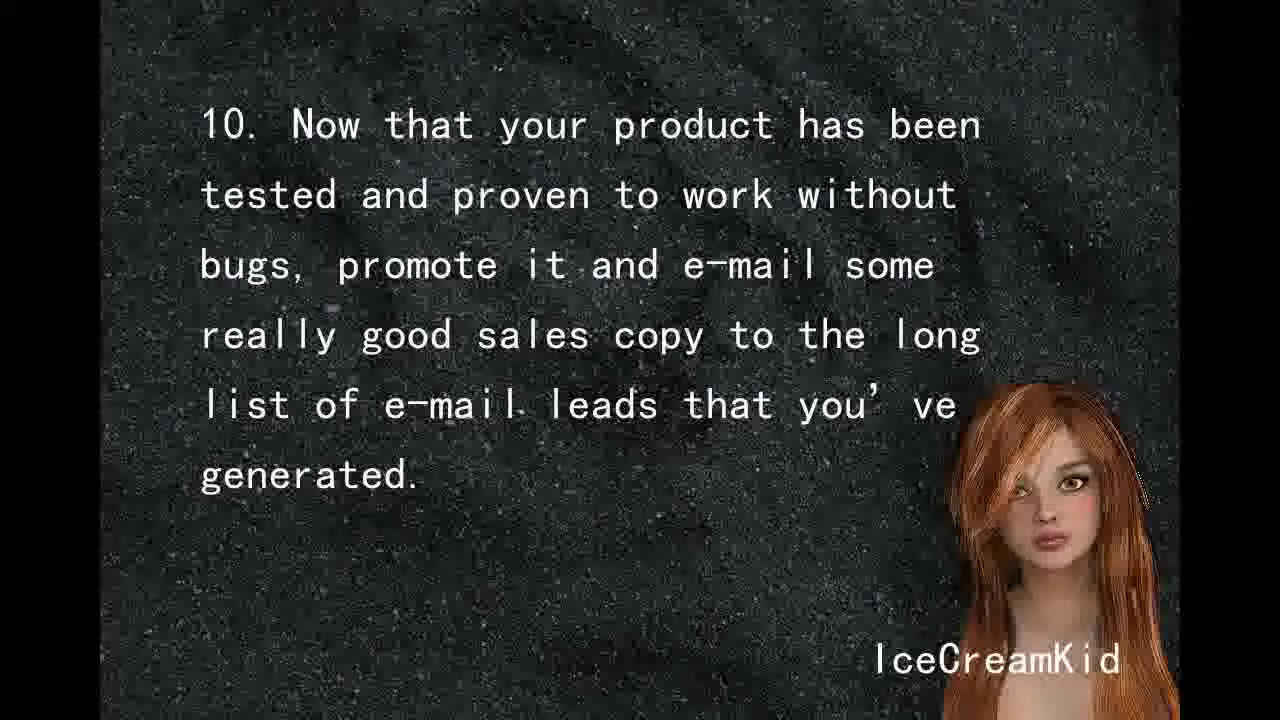 10. Now that your product has been
tested and proven to work without
bugs, promote it and e-mail some
really good sales copy to the long
list of e-mail leads that you’ve
generated.
IceCreamKid